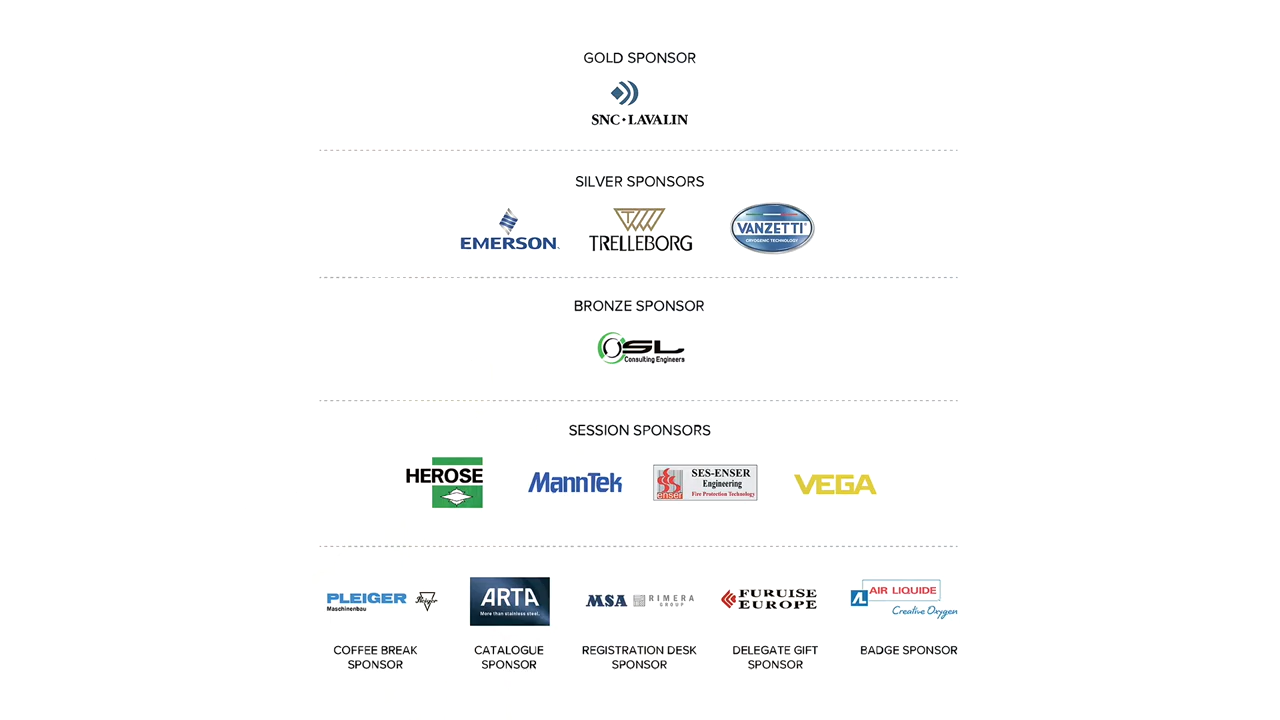 GOLD SPONSOR
SNC • LAVALIN
SILVER SPONSORS
EMERSON
TRELLEBORG
VANZETTI®
CRYOGENIC TECHNOLOGY
BRONZE SPONSOR
OSL
Consulting Engineers
SESSION SPONSORS
HEROSE
MannTek
SES-ENSER
Engineering
Fire Protection Technology
enser
VEGA
PLEIGER
Maschinenbau
Pleiger
ARTA
More than stainless steel.
MSA
RIMERA
GROUP
FURUISE
EUROPE
AIR LIQUIDE
Creative Oxygen
COFFEE BREAK
SPONSOR
CATALOGUE
SPONSOR
REGISTRATION DESK
SPONSOR
DELEGATE GIFT
SPONSOR
BADGE SPONSOR